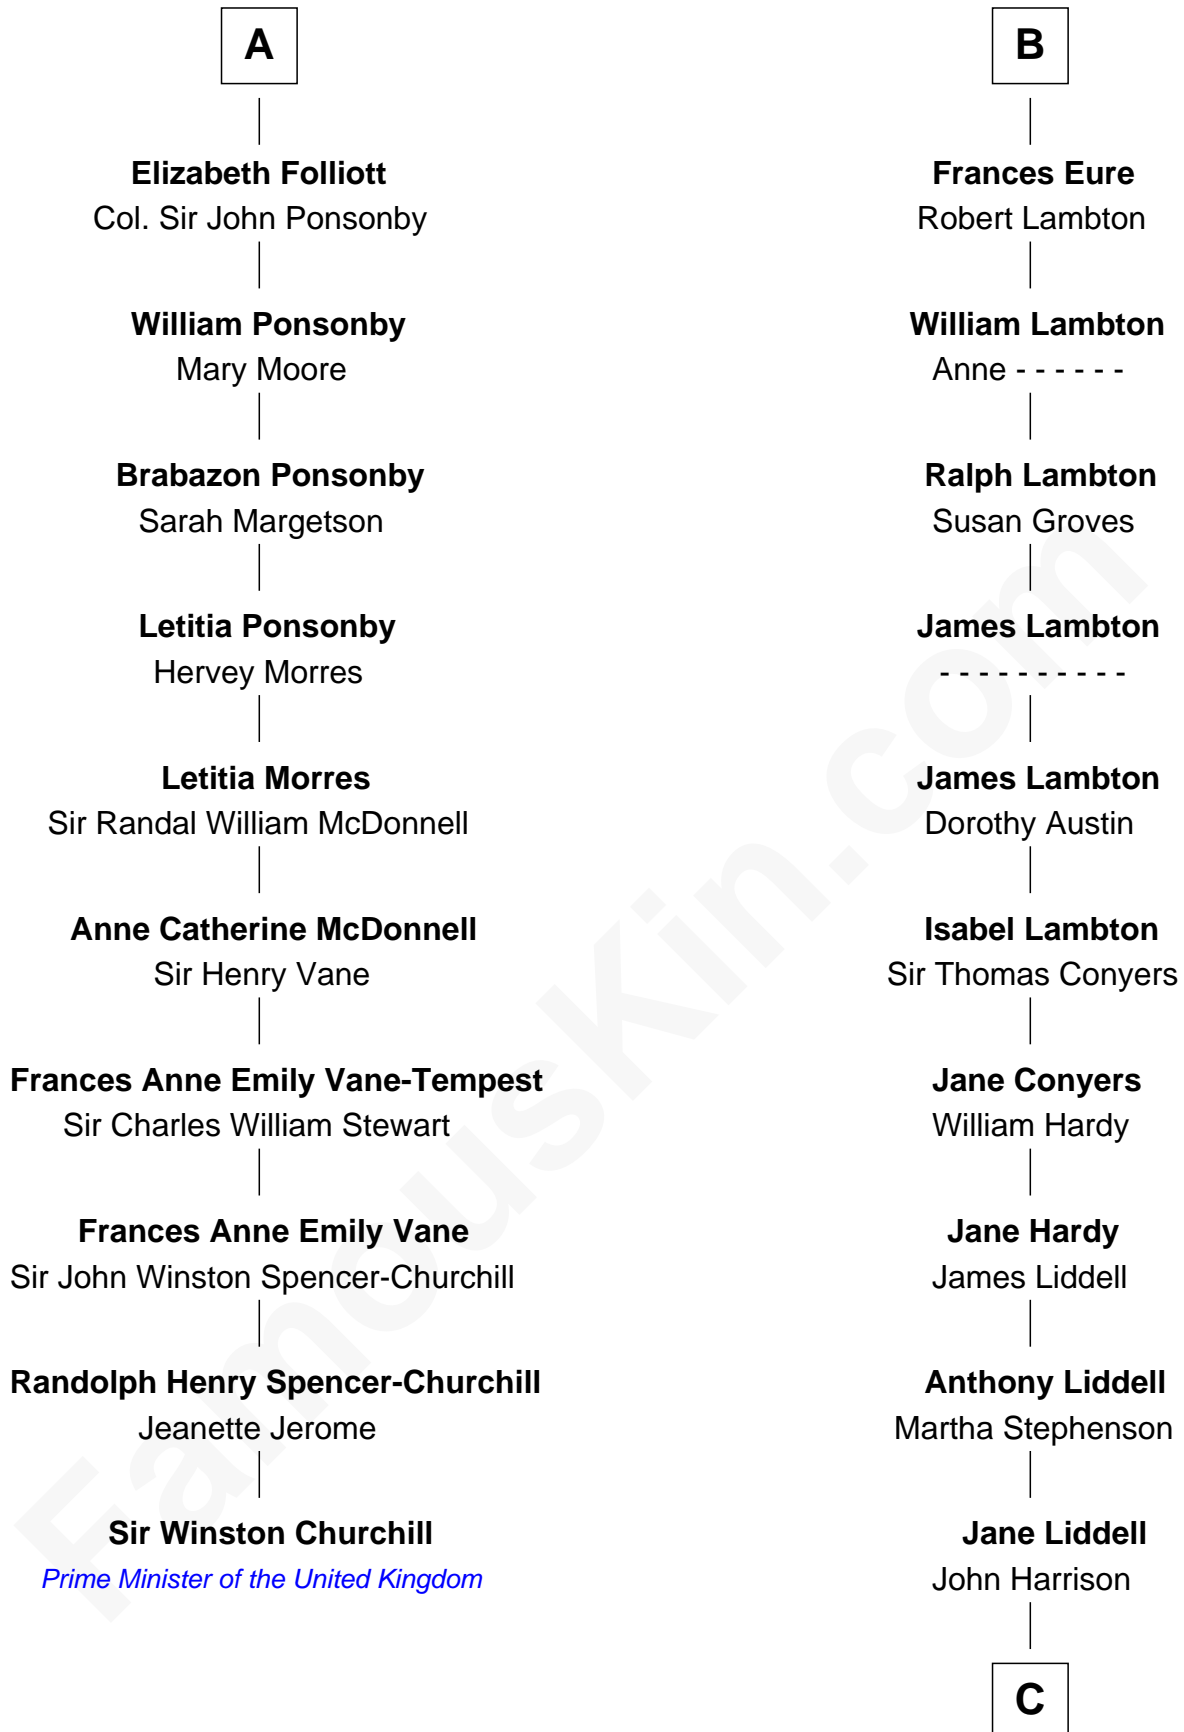 A
Elizabeth Folliott
Col. Sir John Ponsonby
William Ponsonby
Mary Moore
Brabazon Ponsonby
Sarah Margetson
Letitia Ponsonby
Hervey Morres
Letitia Morres
Sir Randal William McDonnell
Anne Catherine McDonnell
Sir Henry Vane
Frances Anne Emily Vane-Tempest
Sir Charles William Stewart
Frances Anne Emily Vane
Sir John Winston Spencer-Churchill
Randolph Henry Spencer-Churchill
Jeanette Jerome
Sir Winston Churchill
Prime Minister of the United Kingdom
B
Frances Eure
Robert Lambton
William Lambton
Anne - - - - - -
Ralph Lambton
Susan Groves
James Lambton
- - - - - - - - - -
James Lambton
Dorothy Austin
Isabel Lambton
Sir Thomas Conyers
Jane Conyers
William Hardy
Jane Hardy
James Liddell
Anthony Liddell
Martha Stephenson
Jane Liddell
John Harrison
C
FamousKin.com